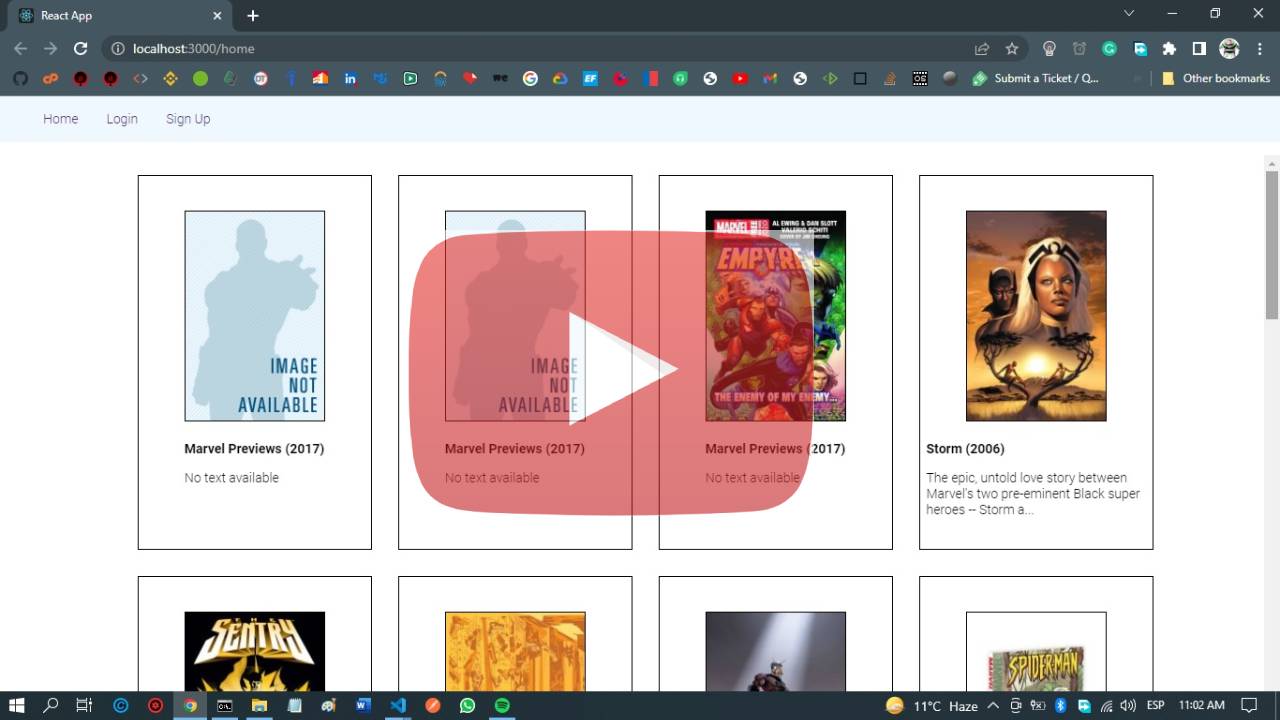 React App
localhost:3000/home
Submit a Ticket / Q...
Other bookmarks
Home
Login
Sign Up
IMAGE
NOT
AVAILABLE
Marvel Previews (2017)
No text available
IMAGE
NOT
AVAILABLE
Marvel Previews (2017)
No text available
MARVEL
AL EWING & DAN SLOTT
VALERIO SCHITI
EMPYRE
THE ENEMY OF MY ENEMY...
Marvel Previews (2017)
No text available
Storm (2006)
The epic, untold love story between
Marvel's two pre-eminent Black super
heroes -- Storm a...
THE
SENTRY
SPIDER-MAN
11°C Haze
ESP
11:02 AM